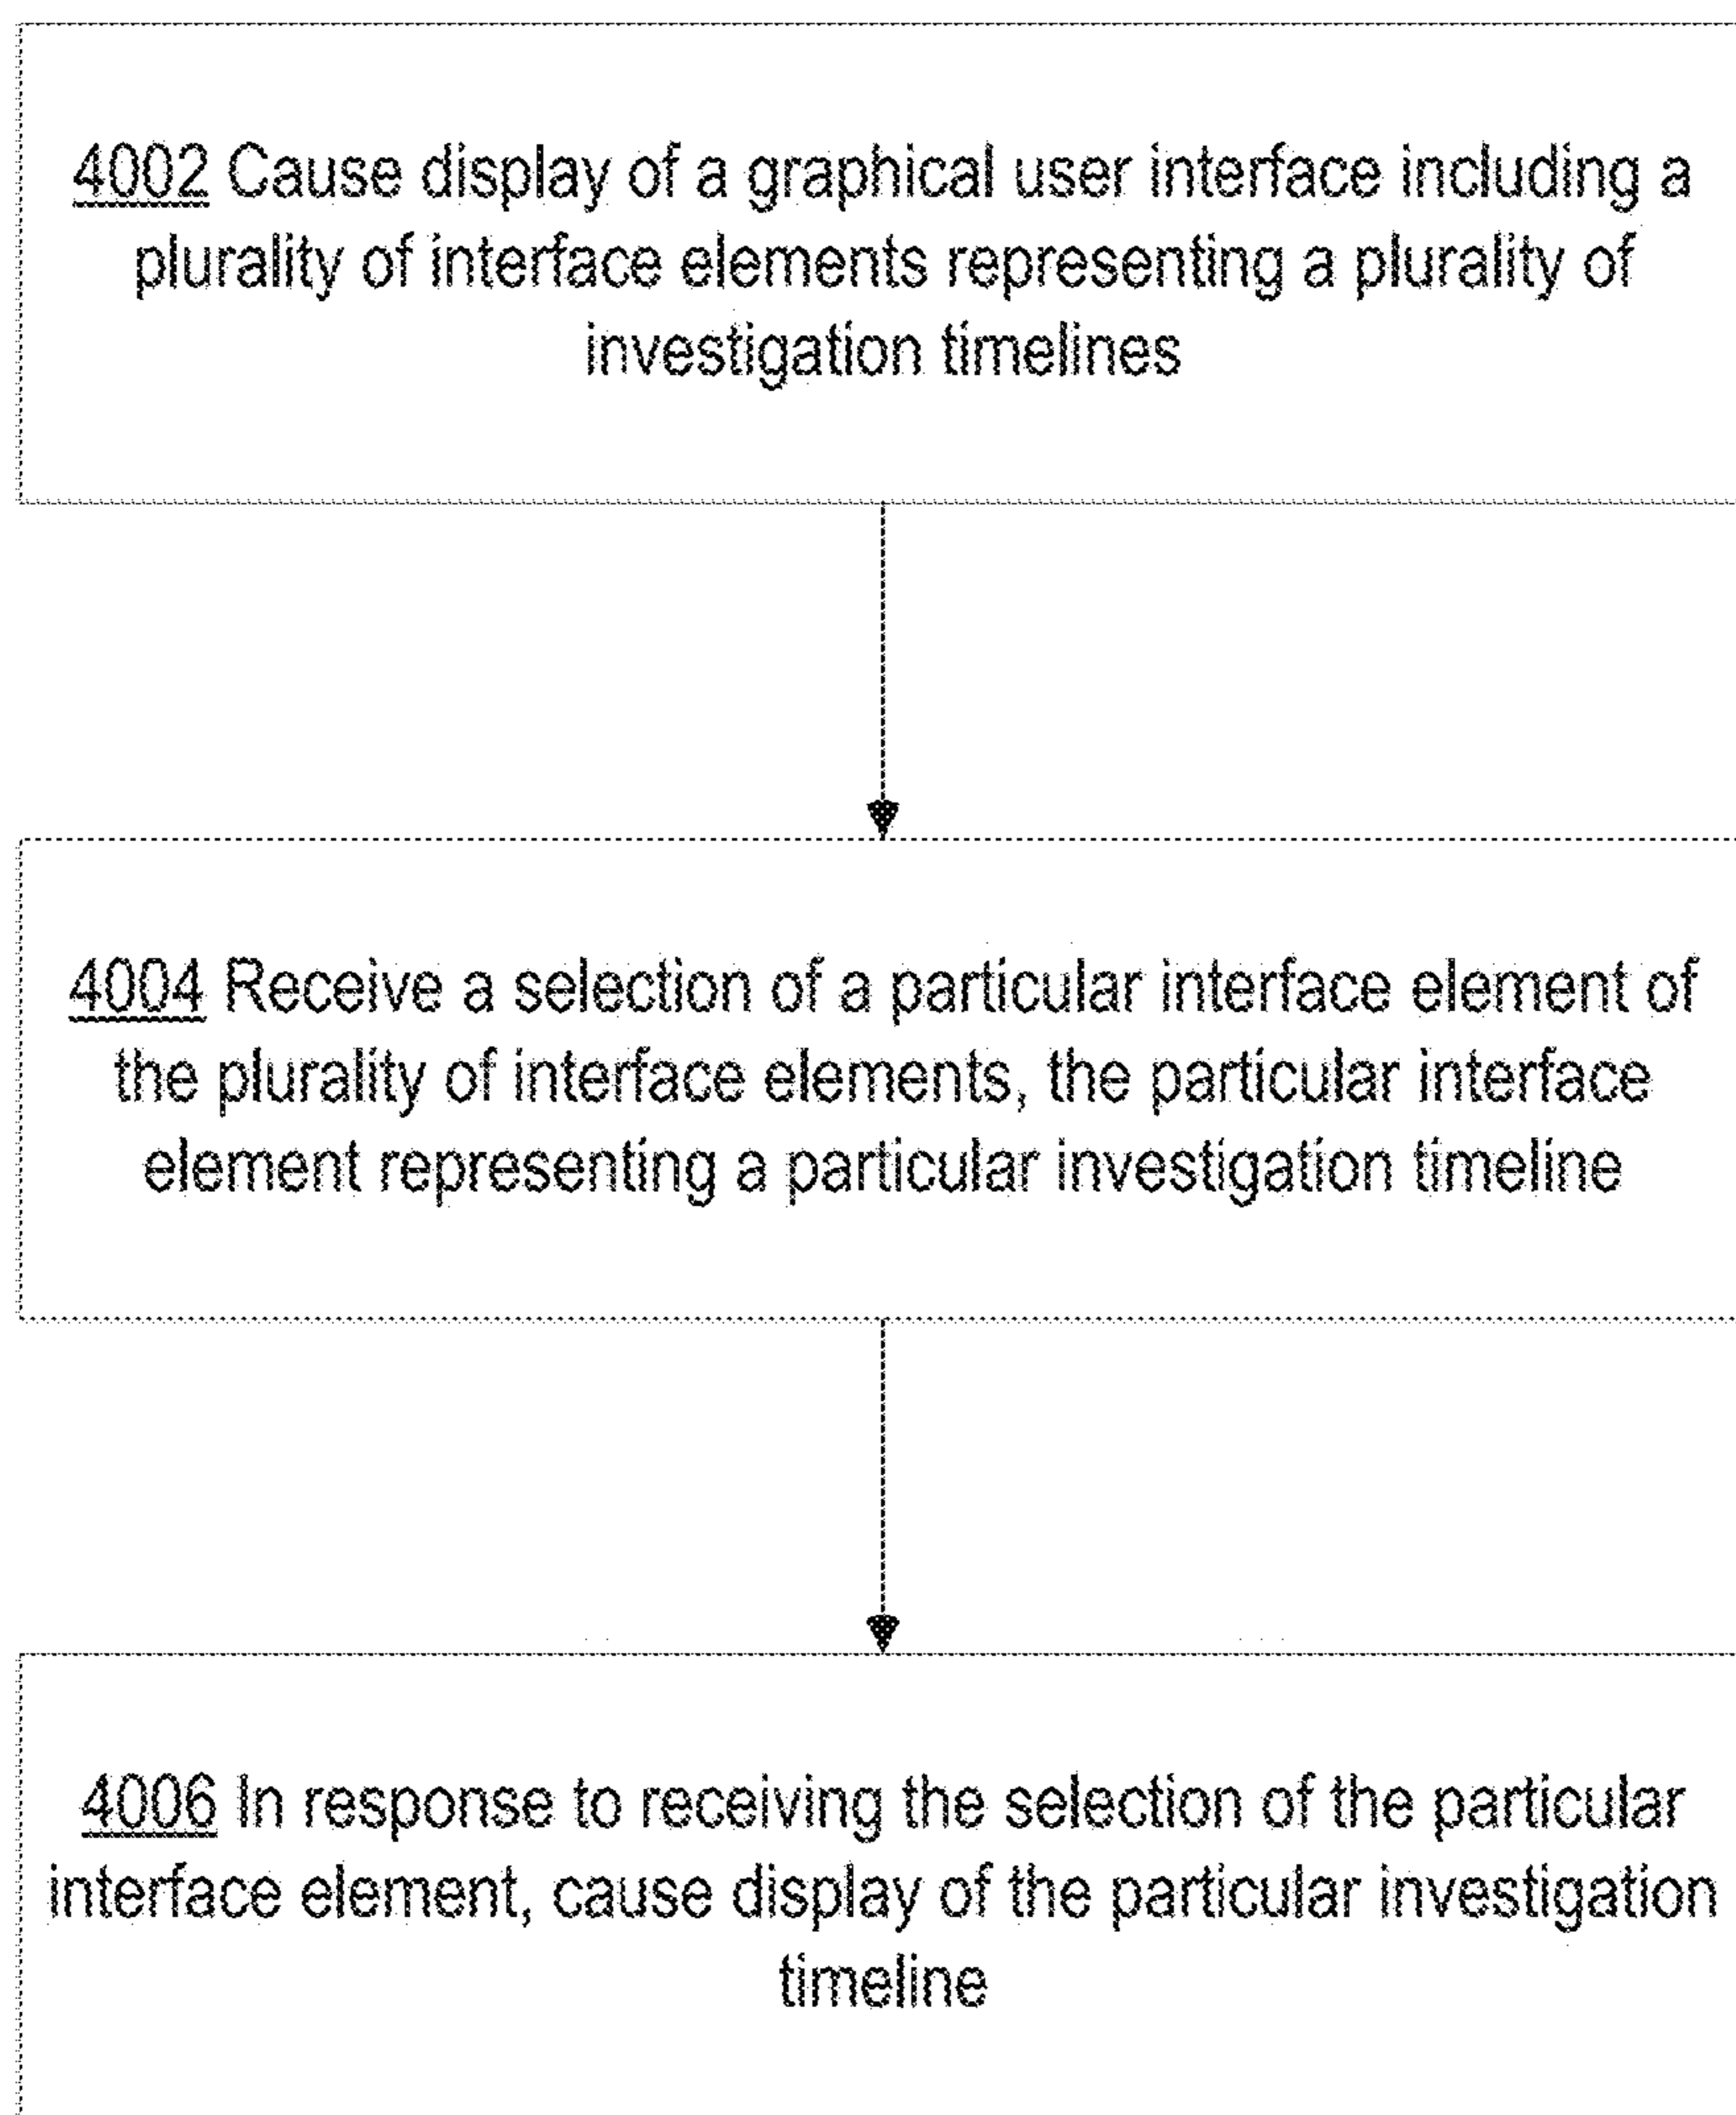 4002 Cause display of a graphical user interface including a
plurality of interface elements representing a plurality of
investigation timelines
4004 Receive a selection of a particular interface element of
the plurality of interface elements, the particular interface
element representing a particular investigation timeline
4006 In response to receiving the selection of the particular
interface element, cause display of the particular investigation
timeline